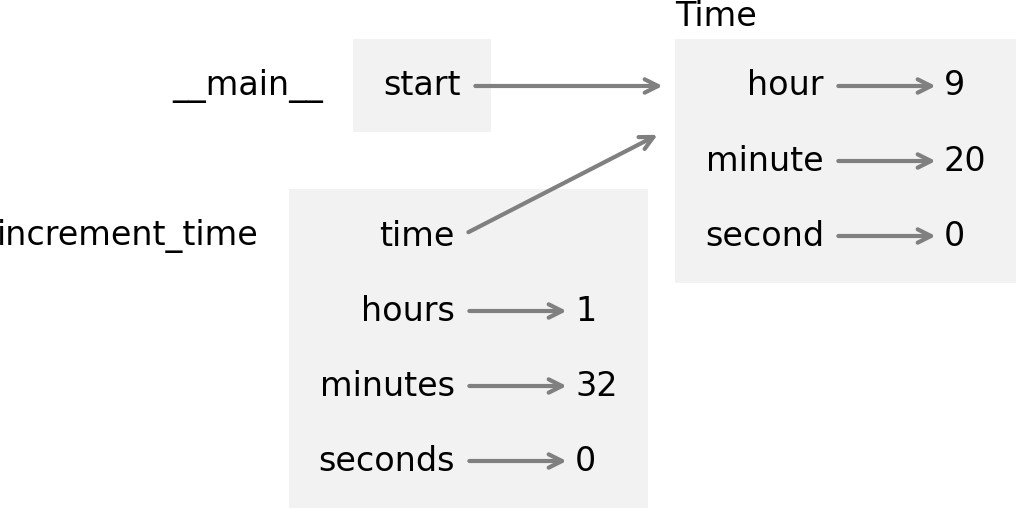 Time
__main__ start
hour 9
minute 20
second 0
increment_time time
hours 1
minutes 32
seconds 0